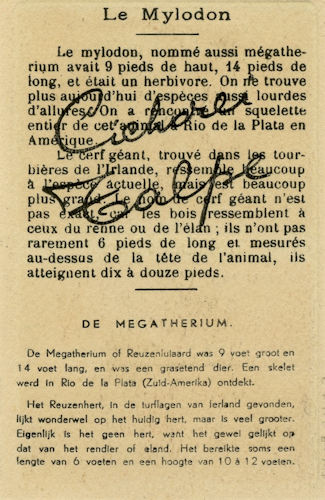 Le Mylodon
Le mylodon, nommé aussi mégathe-
rium avait 9 pieds de haut, 14 pieds de
long, et était un herbivore. On ne trouve
plus aujourd'hui d'espèces aussi lourdes
d'allures. On a rencontré un squelette
entier de cet animal à Rio de la Plata en
Amérique.
Cichorei
Le cerf géant, trouvé dans les tour-
bières de l'Irlande, ressemble beaucoup
à l'espèce actuelle, mais est beaucoup
plus grand. Le nom de cerf géant n'est
pas exact, car les bois ressemblent à
ceux du renne ou de l'élan ; ils n'ont pas
rarement 6 pieds de long et mesurés
au-dessus de la tête de l'animal, ils
atteignent dix à douze pieds.
DE MEGATHERIUM.
De Megatherium of Reuzenluiaard was 9 voet groot en
14 voet lang, en was een grasetend dier. Een skelet
werd in Rio de la Plata (Zuid-Amerika) ontdekt.
Het Reuzenhert, in de turflagen van Ierland gevonden,
lijkt wonderwel op het huidig hert, maar is veel grooter.
Eigenlijk is het geen hert, want het gewei gelijkt op
dat van het rendier of eland. Het bereikte soms een
lengte van 6 voeten en een hoogte van 10 à 12 voeten.